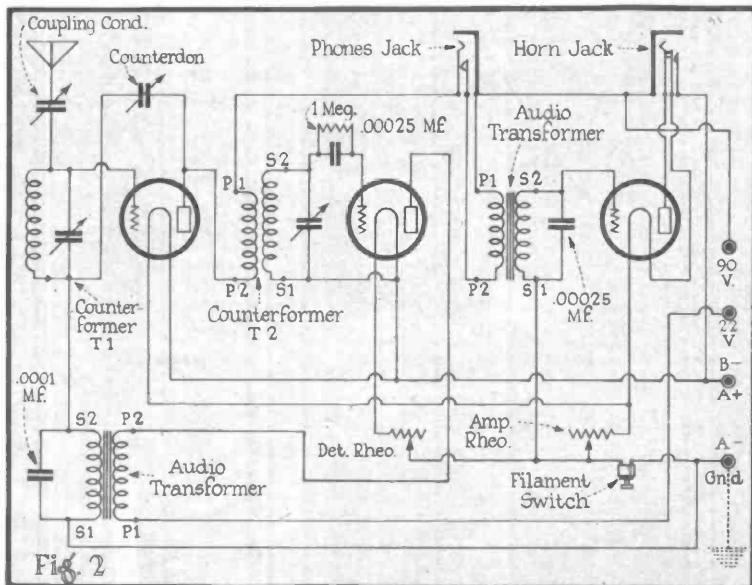 Coupling Cond.
Counterdon
Phones Jack
Horn Jack
1 Meg.
.00025 Mf.
Audio
Transformer
P1
S2
P1
S2
P2
S1
P2
S1
Counter-
former
T1
Counterformer
T2
.00025
Mf.
90
V.
22
V
B-
A+
.0001
Mf.
S2
P2
Audio
Transformer
S1
P1
Det. Rheo.
Amp.
Rheo.
Filament
Switch
A-
Gnd
Fig. 2